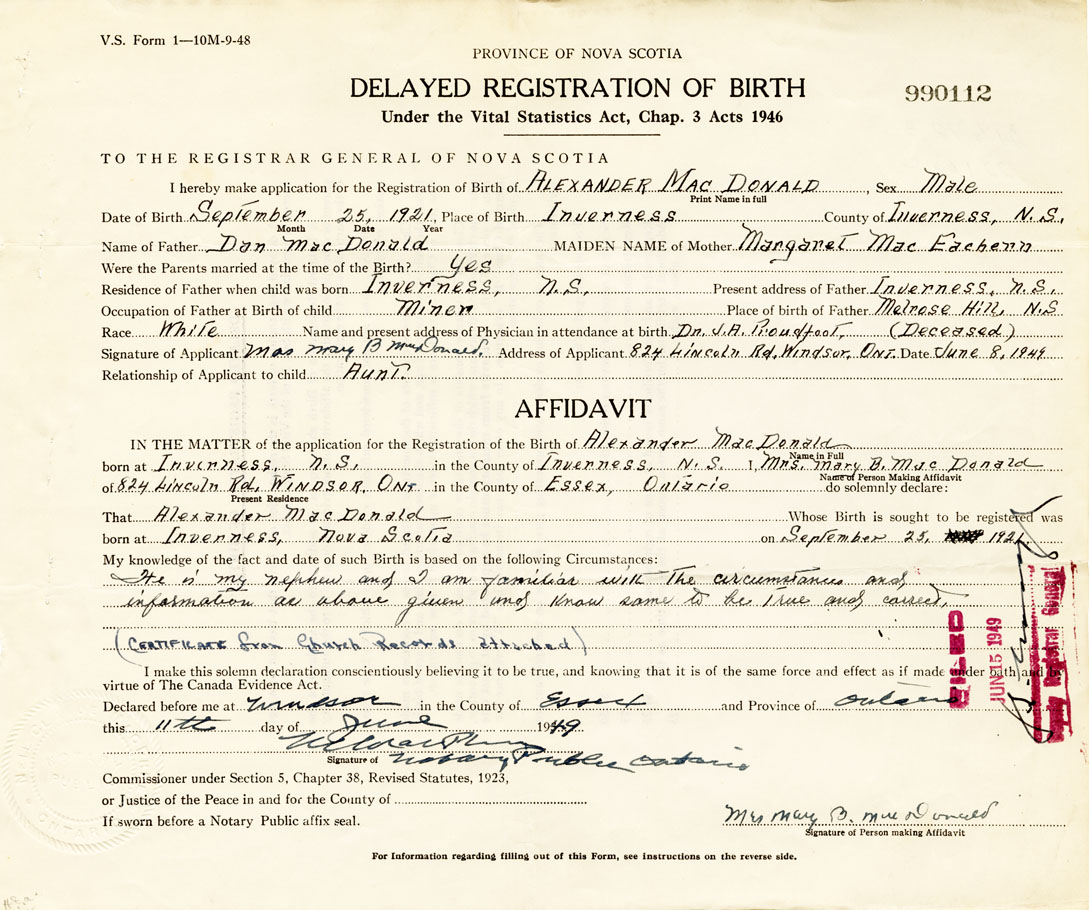 V.S. Form 1—10M-9-48
PROVINCE OF NOVA SCOTIA
DELAYED REGISTRATION OF BIRTH
990112
Under the Vital Statistics Act, Chap. 3 Acts 1946
TO THE REGISTRAR GENERAL OF NOVA SCOTIA
I hereby make application for the Registration of Birth of ALEXANDER MAC DONALD, Sex Male
Print Name in full
Date of Birth September 25, 1921, Place of Birth Inverness County of Inverness, N.S.
Month Date Year
Name of Father Dan MacDonald MAIDEN NAME of Mother Margaret Mac Eachern
Were the Parents married at the time of the Birth? Yes
Residence of Father when child was born Inverness, N.S. Present address of Father Inverness, N.S.
Occupation of Father at Birth of child Miner Place of birth of Father Melrose Hill, N.S
Race White Name and present address of Physician in attendance at birth Dr. J.A. Proudfoot, (Deceased)
Signature of Applicant Mrs Mary B MacDonald. Address of Applicant 824 Lincoln Rd, Windsor, Ont. Date June 8, 1949
Relationship of Applicant to child Aunt.
AFFIDAVIT
IN THE MATTER of the application for the Registration of the Birth of Alexander MacDonald
Name in Full
born at Inverness, N.S. in the County of Inverness, N.S. I, Mrs. Mary B. Mac Donald
Name of Person Making Affidavit
of 824 Lincoln Rd, WINDSOR, ONT. in the County of Essex, Ontario do solemnly declare:
Present Residence
That Alexander MacDonald Whose Birth is sought to be registered was
born at Inverness, Nova Scotia on September 25, 1921.
My knowledge of the fact and date of such Birth is based on the following Circumstances:
He is my nephew and I am familiar with the circumstances and
information as above given and know same to be true and correct.
(CERTIFICATE from Church Records attached)
I make this solemn declaration conscientiously believing it to be true, and knowing that it is of the same force and effect as if made under oath and by
virtue of The Canada Evidence Act.
Declared before me at Windsor in the County of Essex and Province of Ontario
this 11th day of June 1949
Signature of Notary Public Ontario
Commissioner under Section 5, Chapter 38, Revised Statutes, 1923,
or Justice of the Peace in and for the County of
If sworn before a Notary Public affix seal.
Mrs Mary B. MacDonald
Signature of Person making Affidavit
For Information regarding filling out of this Form, see instructions on the reverse side.
FILED
JUN 15 1949
Deputy Registrar General